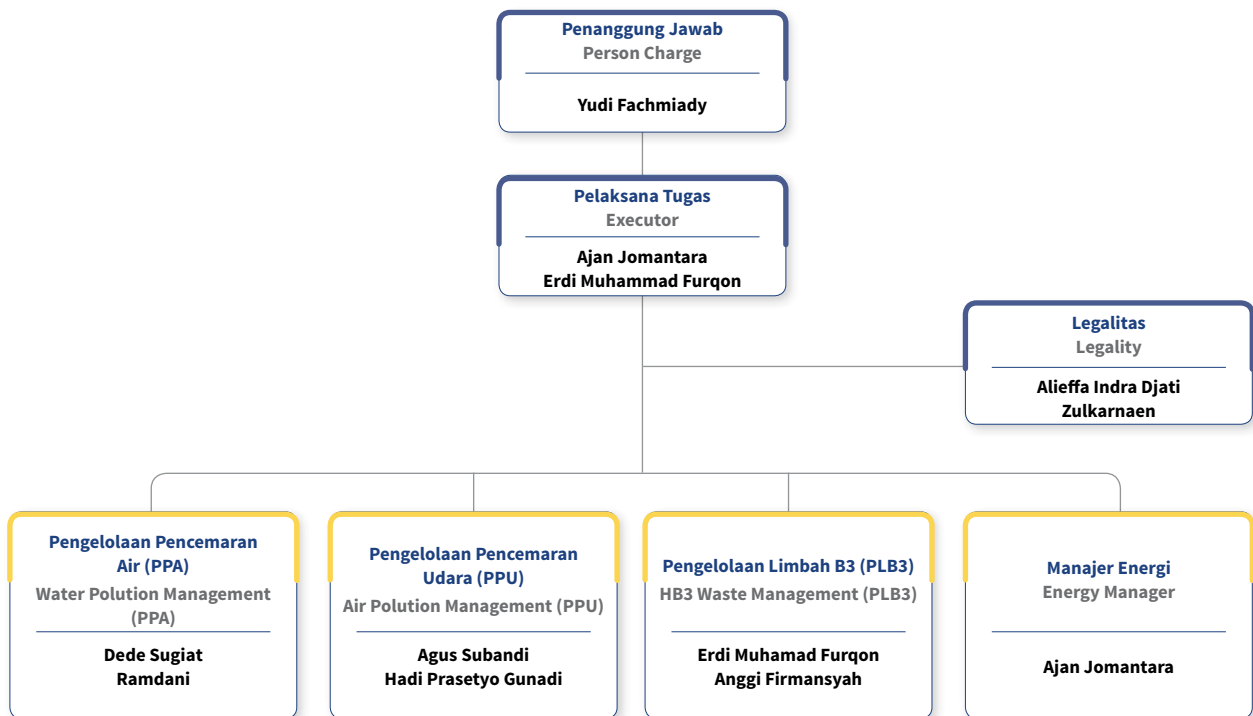 Penanggung Jawab
Person Charge
Yudi Fachmiady
Pelaksana Tugas
Executor
Ajan Jomantara
Erdi Muhammad Furqon
Legalitas
Legality
Alieffa Indra Djati
Zulkarnaen
Pengelolaan Pencemaran
Air (PPA)
Water Polution Management
(PPA)
Dede Sugiat
Ramdani
Pengelolaan Pencemaran
Udara (PPU)
Air Polution Management (PPU)
Agus Subandi
Hadi Prasetyo Gunadi
Pengelolaan Limbah B3 (PLB3)
HB3 Waste Management (PLB3)
Erdi Muhamad Furqon
Anggi Firmansyah
Manajer Energi
Energy Manager
Ajan Jomantara